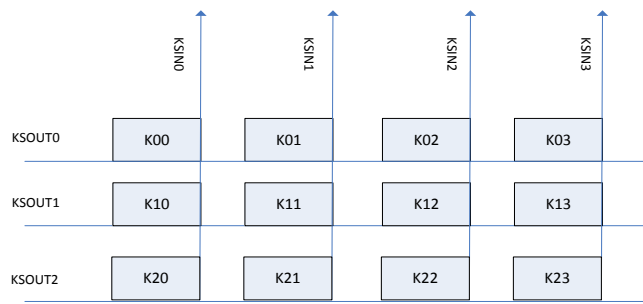 KSIN0 KSIN1 KSIN2 KSIN3
KSOUT0 K00 K01 K02 K03
KSOUT1 K10 K11 K12 K13
KSOUT2 K20 K21 K22 K23